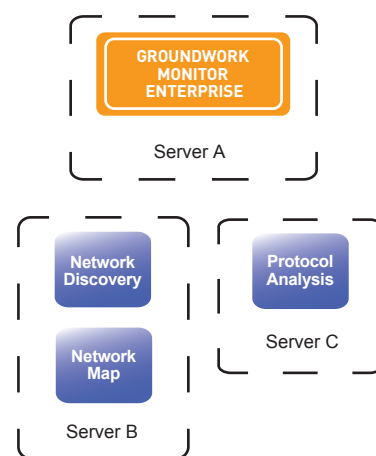 GROUNDWORK
MONITOR
ENTERPRISE
Server A
Network
Discovery
Network
Map
Server B
Protocol
Analysis
Server C